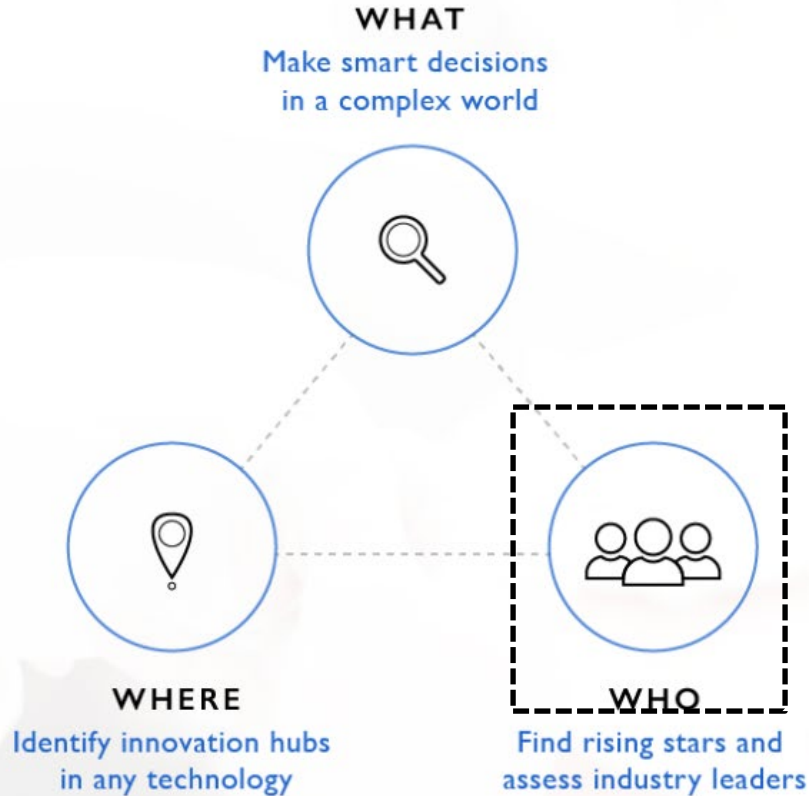 WHAT
Make smart decisions
in a complex world
WHERE
Identify innovation hubs
in any technology
WHO
Find rising stars and
assess industry leaders